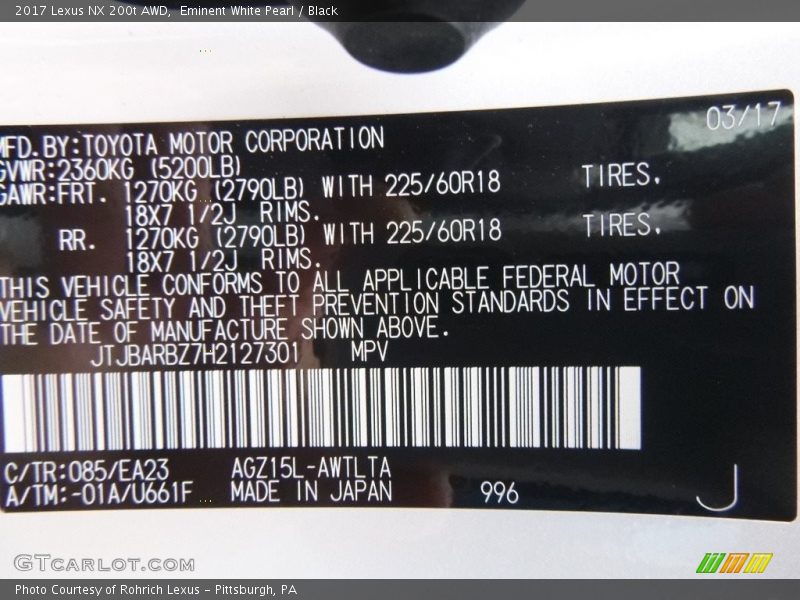 2017 Lexus NX 200t AWD,  Eminent White Pearl / Black
03/17
MFD.BY:TOYOTA MOTOR CORPORATION
GVWR:2360KG (5200LB)
GAWR:FRT. 1270KG (2790LB) WITH 225/60R18 TIRES.
18X7 1/2J RIMS.
RR. 1270KG (2790LB) WITH 225/60R18 TIRES.
18X7 1/2J RIMS.
THIS VEHICLE CONFORMS TO ALL APPLICABLE FEDERAL MOTOR
VEHICLE SAFETY AND THEFT PREVENTION STANDARDS IN EFFECT ON
THE DATE OF MANUFACTURE SHOWN ABOVE.
JTJBARBZ7H2127301 MPV
C/TR:085/EA23 AGZ15L-AWTLTA
A/TM:-01A/U661F MADE IN JAPAN 996 J
GTCARLOT.COM
Photo Courtesy of Rohrich Lexus – Pittsburgh, PA